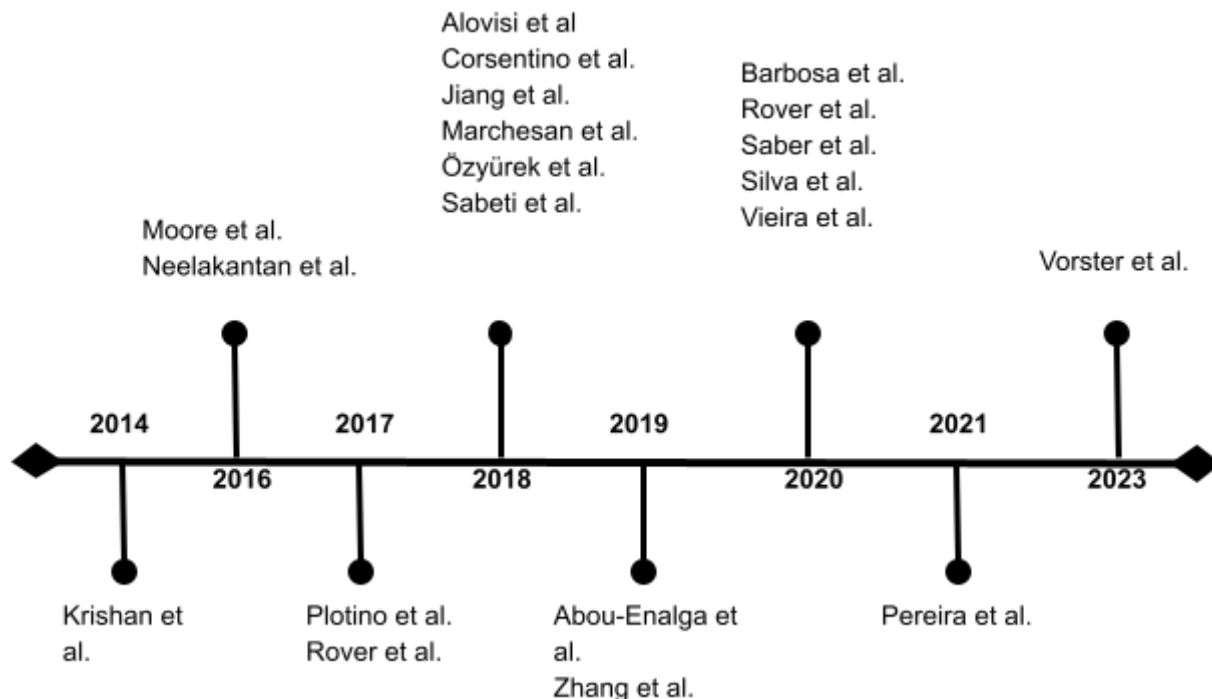 Alovisi et al
Corsentino et al.
Jiang et al.
Marchesan et al.
Özyürek et al.
Sabeti et al.
Barbosa et al.
Rover et al.
Saber et al.
Silva et al.
Vieira et al.
Moore et al.
Neelakantan et al.
Vorster et al.
2014
2017
2019
2021
2016
2018
2020
2023
Krishan et
al.
Plotino et al.
Rover et al.
Abou-Enalga et
al.
Zhang et al.
Pereira et al.